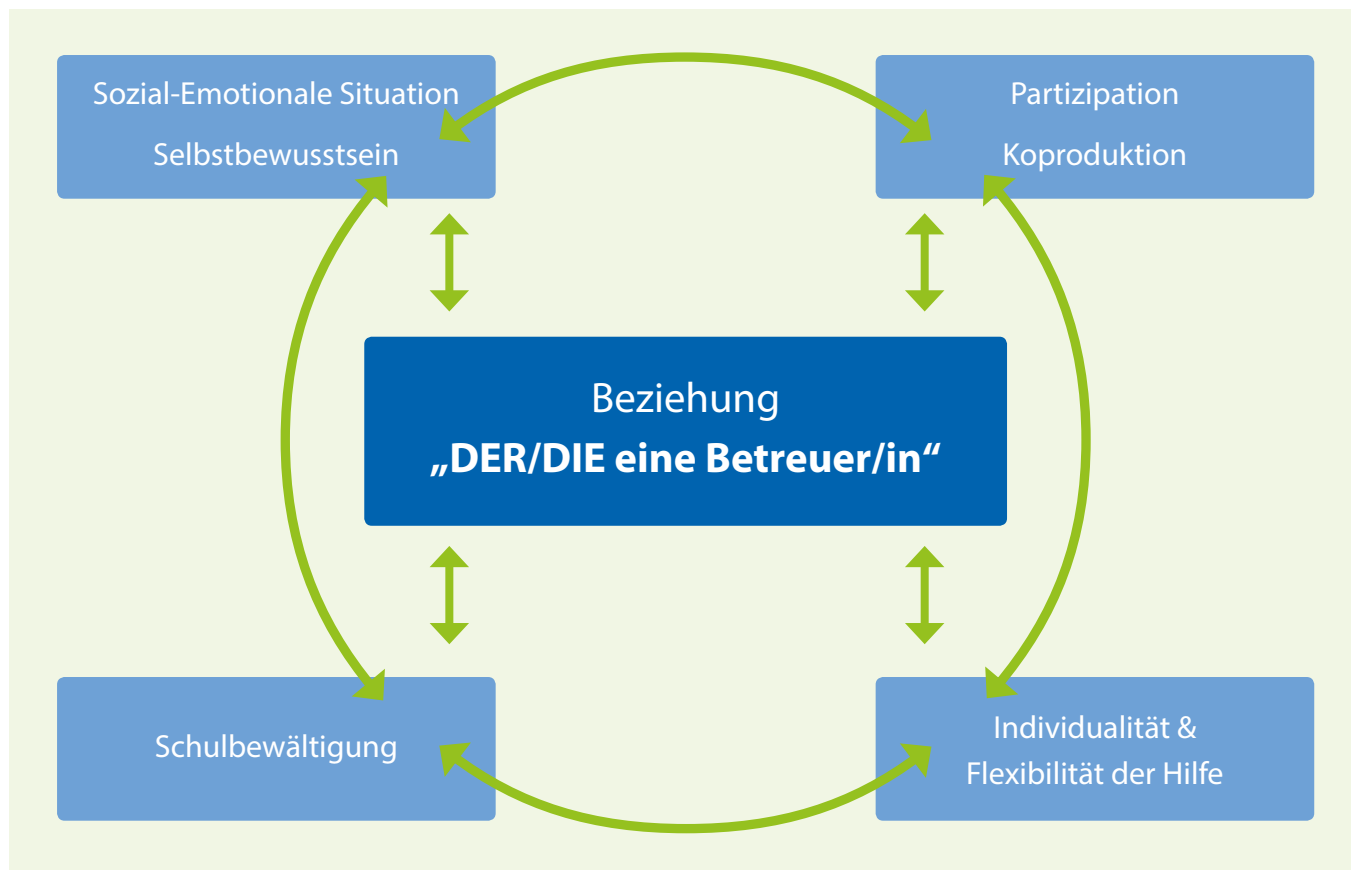 Sozial-Emotionale Situation
Selbstbewusstsein
Partizipation
Koproduktion
Beziehung
„DER/DIE eine Betreuer/in“
Schulbewältigung
Individualität &
Flexibilität der Hilfe